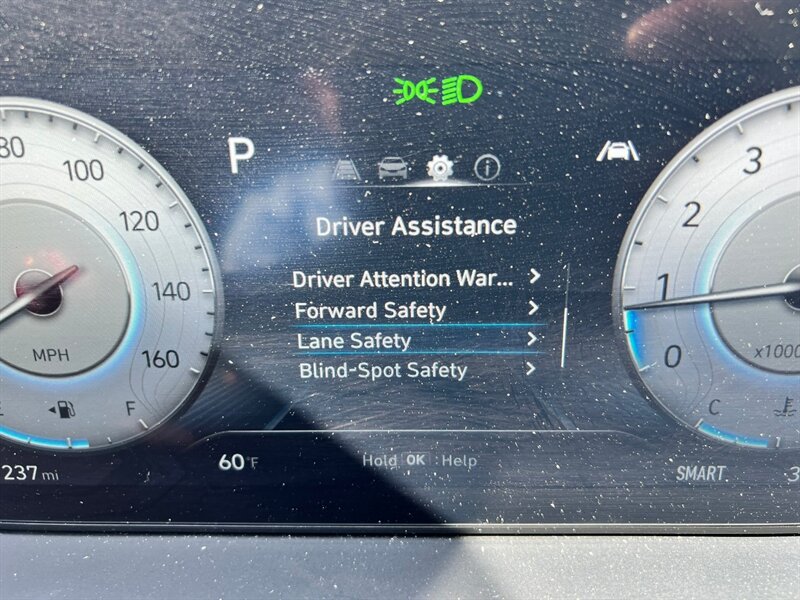 80
100
120
140
160
MPH
F
237 mi
P
Driver Assistance
Driver Attention War...
Forward Safety
Lane Safety
Blind-Spot Safety
60°F
Hold OK : Help
3
2
1
0
x1000
C
SMART
3